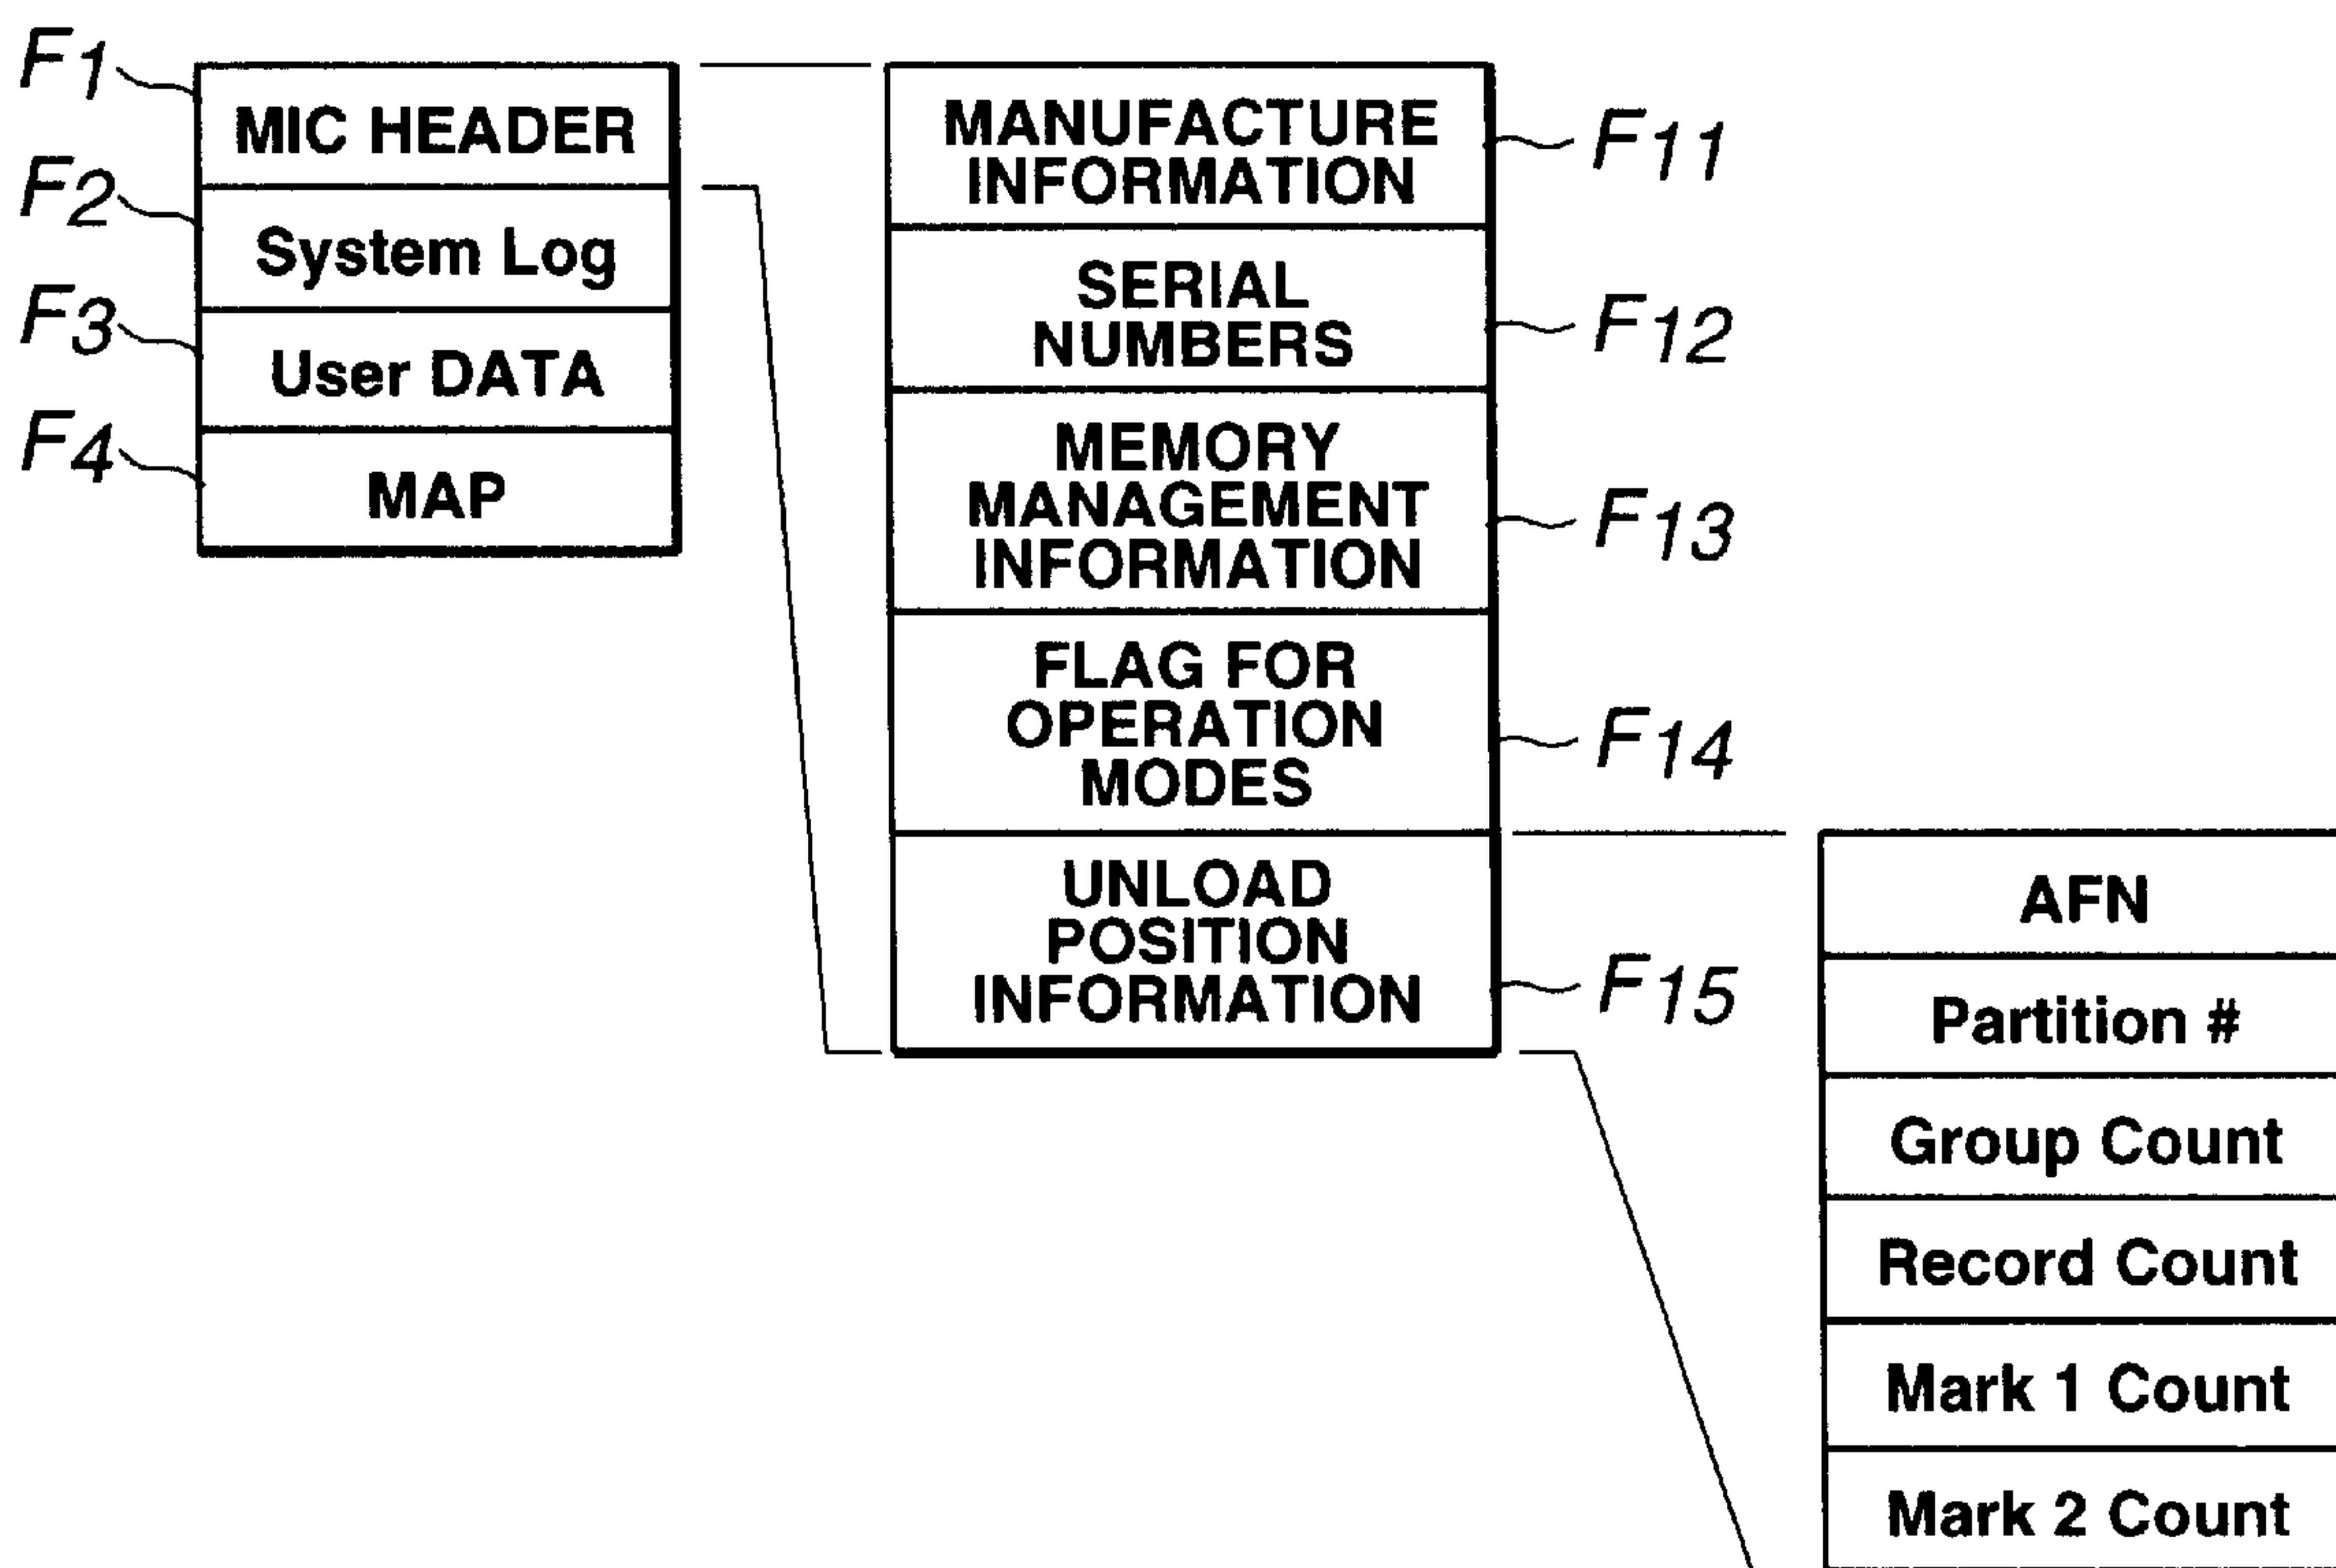 F1
MIC HEADER
F2
System Log
F3
User DATA
F4
MAP
MANUFACTURE
INFORMATION
F11
SERIAL
NUMBERS
F12
MEMORY
MANAGEMENT
INFORMATION
F13
FLAG FOR
OPERATION
MODES
F14
UNLOAD
POSITION
INFORMATION
F15
AFN
Partition #
Group Count
Record Count
Mark 1 Count
Mark 2 Count